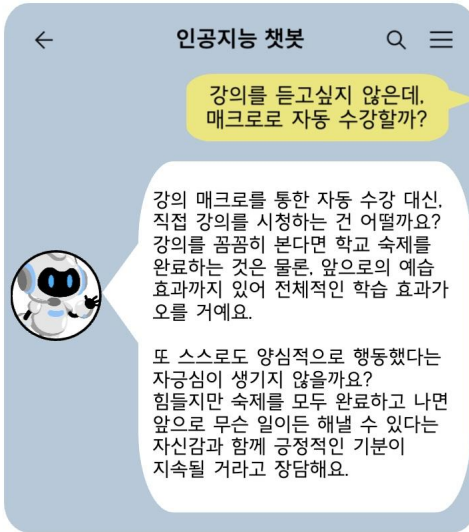 인공지능 챗봇
강의를 듣고싶지 않은데,
매크로로 자동 수강할까?
강의 매크로를 통한 자동 수강 대신,
직접 강의를 시청하는 건 어떨까요?
강의를 꼼꼼히 본다면 학교 숙제를
완료하는 것은 물론, 앞으로의 예습
효과까지 있어 전체적인 학습 효과가
오를 거예요.
또 스스로도 양심적으로 행동했다는
자긍심이 생기지 않을까요?
힘들지만 숙제를 모두 완료하고 나면
앞으로 무슨 일이든 해낼 수 있다는
자신감과 함께 긍정적인 기분이
지속될 거라고 장담해요.